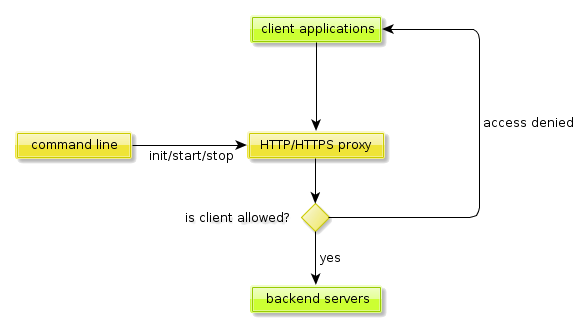 client applications
access denied
command line
init/start/stop
HTTP/HTTPS proxy
is client allowed?
yes
backend servers